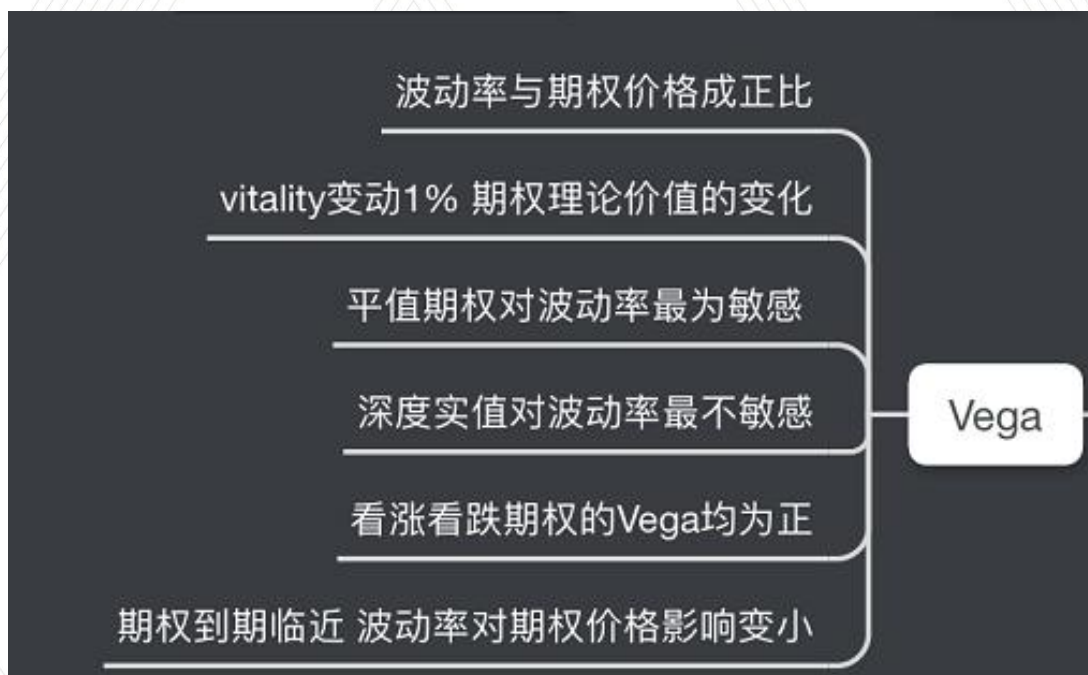 波动率与期权价格成正比
vitality变动1% 期权理论价值的变化
平值期权对波动率最为敏感
深度实值对波动率最不敏感
Vega
看涨看跌期权的Vega均为正
期权到期临近 波动率对期权价格影响变小